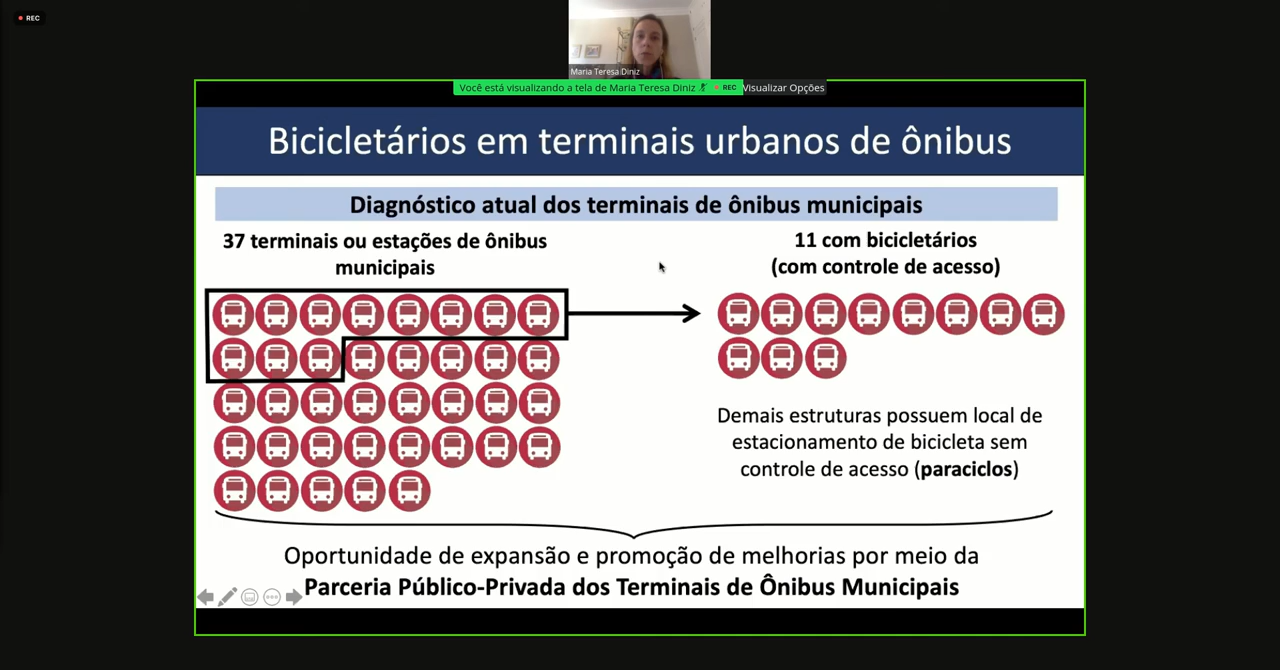 REC
Maria Teresa Diniz
Você está visualizando a tela de Maria Teresa Diniz REC Visualizar Opções
Bicicletários em terminais urbanos de ônibus
Diagnóstico atual dos terminais de ônibus municipais
37 terminais ou estações de ônibus
municipais
11 com bicicletários
(com controle de acesso)
Demais estruturas possuem local de
estacionamento de bicicleta sem
controle de acesso (paraciclos)
Oportunidade de expansão e promoção de melhorias por meio da
Parceria Público-Privada dos Terminais de Ônibus Municipais